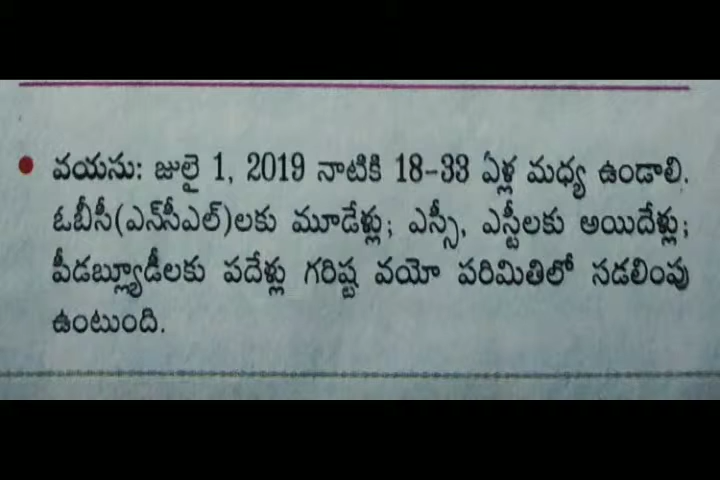 • వయసు: జులై 1, 2019 నాటికి 18-33 ఏళ్ల మధ్య ఉండాలి.
ఓబీసీ(ఎన్‌సీఎల్)లకు మూడేళ్లు; ఎస్సీ, ఎస్టీలకు అయిదేళ్లు;
పీడబ్ల్యూడీలకు పదేళ్లు గరిష్ట వయో పరిమితిలో సడలింపు
ఉంటుంది.